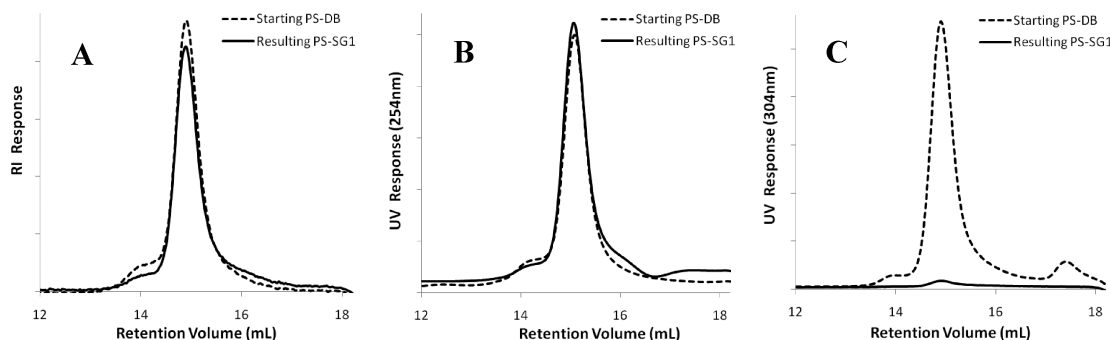 A
Starting PS-DB
Resulting PS-SG1
RI Response
12 14 16 18
Retention Volume (mL)
B
Starting PS-DB
Resulting PS-SG1
UV Response (254nm)
12 14 16 18
Retention Volume (mL)
C
Starting PS-DB
Resulting PS-SG1
UV Response (304nm)
12 14 16 18
Retention Volume (mL)